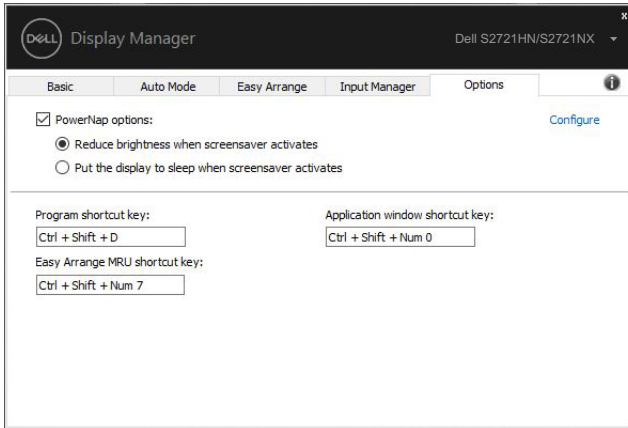 DELL Display Manager
x
Dell S2721HN/S2721NX
Basic Auto Mode Easy Arrange Input Manager Options
PowerNap options:
Configure
Reduce brightness when screensaver activates
Put the display to sleep when screensaver activates
Program shortcut key:
Application window shortcut key:
Ctrl + Shift + D
Ctrl + Shift + Num 0
Easy Arrange MRU shortcut key:
Ctrl + Shift + Num 7